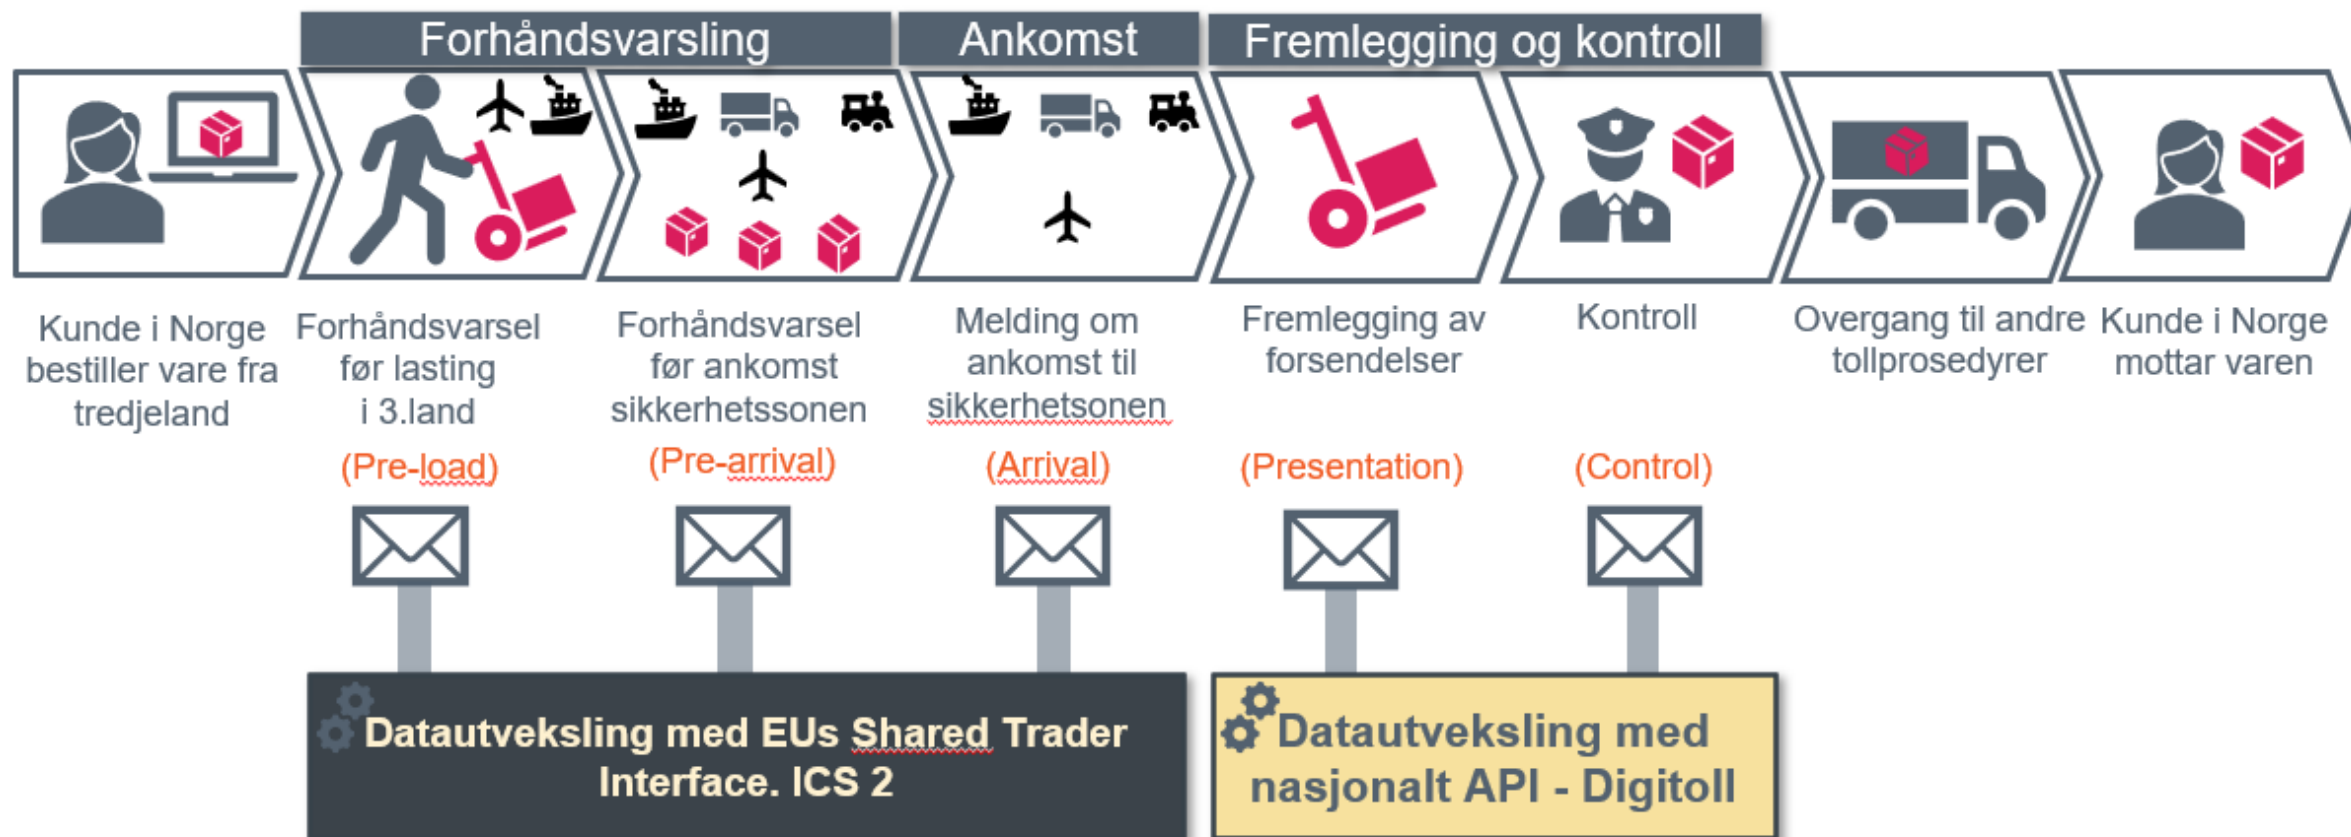 Forhåndsvarsling
Ankomst
Fremlegging og kontroll
Kunde i Norge
bestiller vare fra
tredjeland
Forhåndsvarsel
før lasting
i 3.land
(Pre-load)
Forhåndsvarsel
før ankomst
sikkerhetssonen
(Pre-arrival)
Melding om
ankomst til
sikkerhetsonen
(Arrival)
Fremlegging av
forsendelser
(Presentation)
Kontroll
(Control)
Overgang til andre
tollprosedyrer
Kunde i Norge
mottar varen
Datautveksling med EUs Shared Trader
Interface. ICS 2
Datautveksling med
nasjonalt API - Digitoll